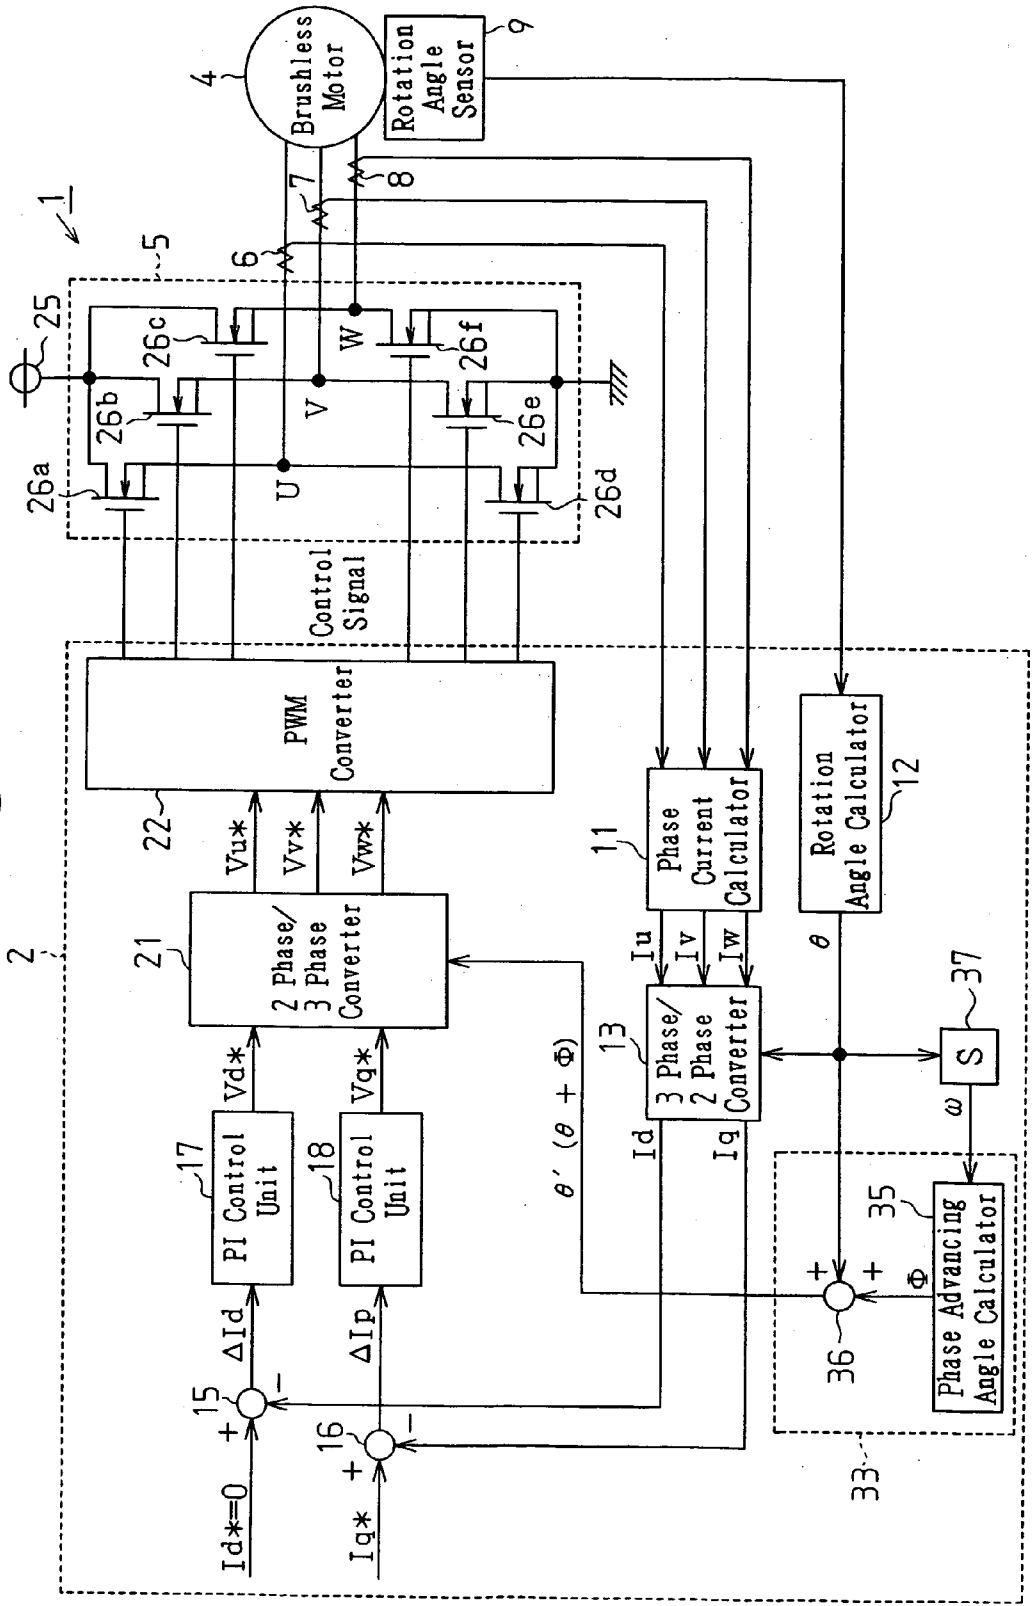 1
2
Id*=0
+
15
-
ΔId
17
PI Control
Unit
Vd*
21
2 Phase/
3 Phase
Converter
Vu*
Vv*
Vw*
22
PWM
Converter
Control
Signal
25
5
26a
26b
26c
U
V
W
26d
26e
26f
6
7
8
4
Brushless
Motor
Rotation
Angle
Sensor
9
Iq*
+
16
-
ΔIp
18
PI Control
Unit
Vq*
θ′ (θ + Φ)
Id
Iq
13
3 Phase/
2 Phase
Converter
Iu
Iv
Iw
11
Phase
Current
Calculator
33
36
+
+
Φ
35
Phase Advancing
Angle Calculator
ω
S
37
θ
Rotation
Angle Calculator
12